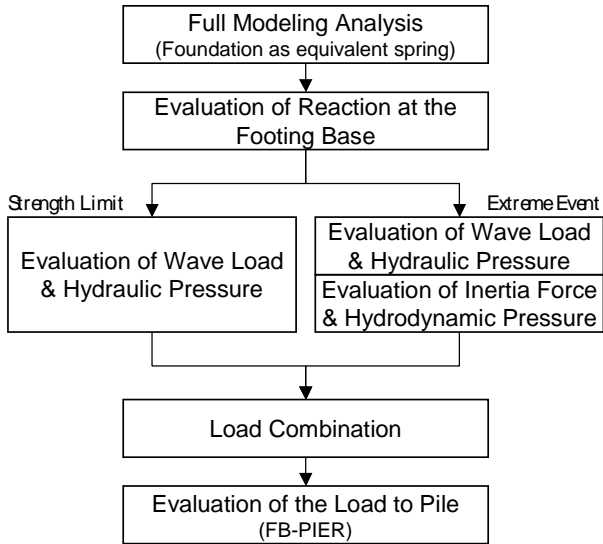 Full Modeling Analysis
(Foundation as equivalent spring)
Evaluation of Reaction at the
Footing Base
Strength Limit
Extreme Event
Evaluation of Wave Load
& Hydraulic Pressure
Evaluation of Wave Load
& Hydraulic Pressure
Evaluation of Inertia Force
& Hydrodynamic Pressure
Load Combination
Evaluation of the Load to Pile
(FB-PIER)